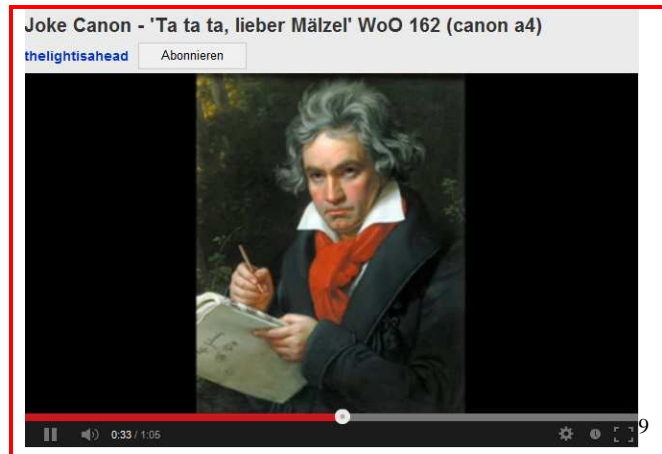 Joke Canon - 'Ta ta ta, lieber Mälzel' WoO 162 (canon a4)
thelightisahead Abonnieren
0:33 / 1:05
9